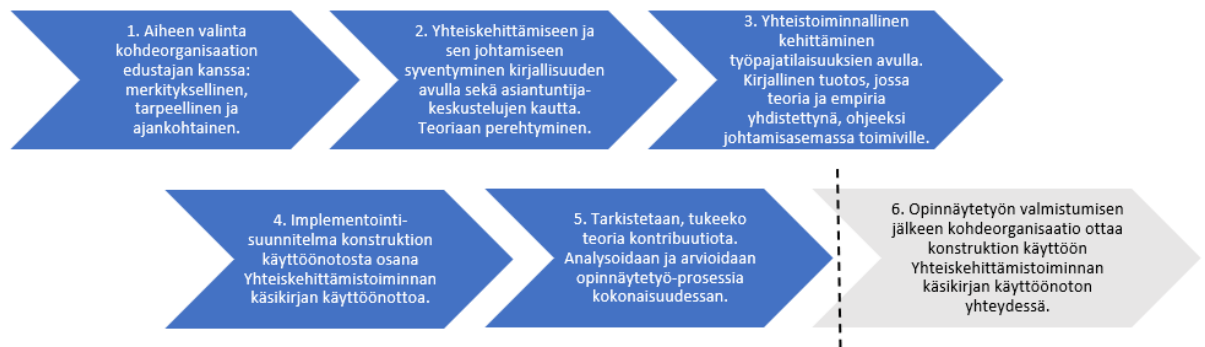 1. Aiheen valinta
kohdeorganisaation
edustajan kanssa:
merkityksellinen,
tarpeellinen ja
ajankohtainen.
2. Yhteiskehittämiseen ja
sen johtamiseen
syventyminen kirjallisuuden
avulla sekä asiantuntija-
keskustelujen kautta.
Teoriaan perehtyminen.
3. Yhteistoiminnallinen
kehittäminen
työpajatilaisuuksien avulla.
Kirjallinen tuotos, jossa
teoria ja empiria
yhdistettynä, ohjeeksi
johtamisasemassa toimiville.
4. Implementointi-
suunnitelma konstruktion
käyttöönotosta osana
Yhteiskehittämistoiminnan
käsikirjan käyttöönottoa.
5. Tarkistetaan, tukeeko
teoria kontribuutiota.
Analysoidaan ja arvioidaan
opinnäytetyö-prosessia
kokonaisuudessan.
6. Opinnäytetyön valmistumisen
jälkeen kohdeorganisaatio ottaa
konstruktion käyttöön
Yhteiskehittämistoiminnan
käsikirjan käyttöönoton
yhteydessä.